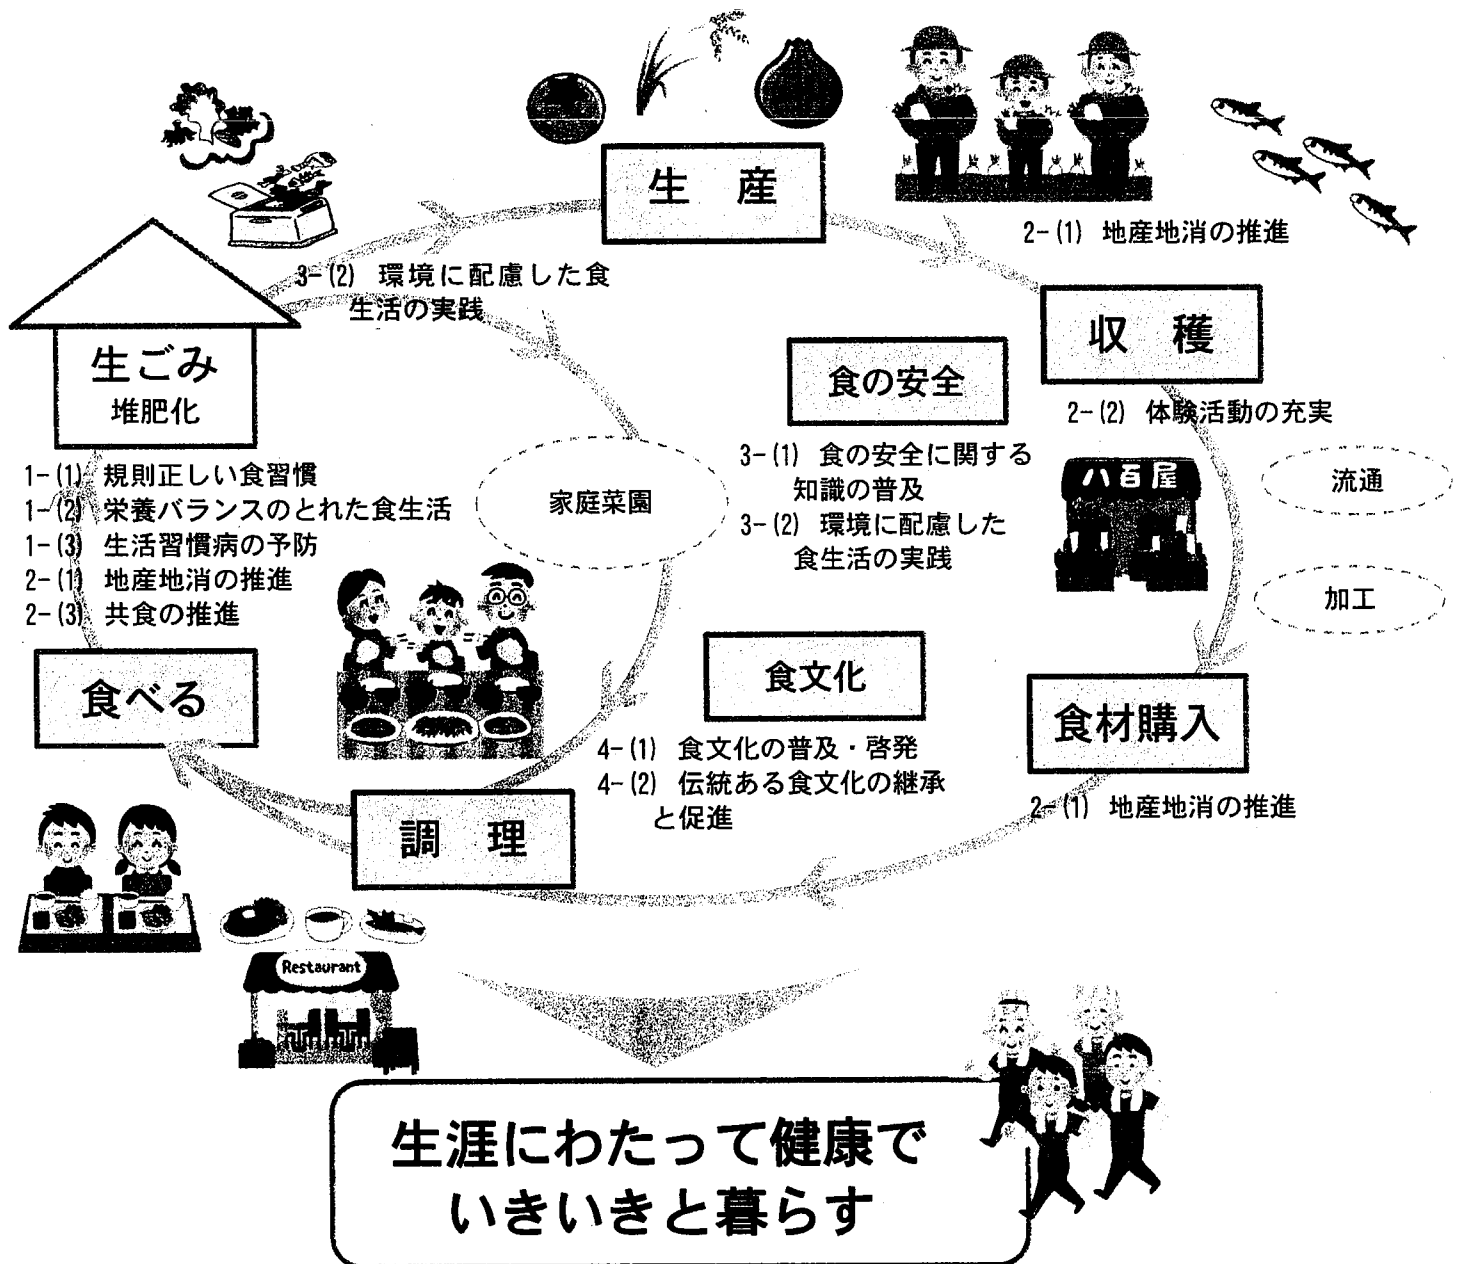 生　産
2-(1) 地産地消の推進
3-(2) 環境に配慮した食
生活の実践
生ごみ
堆肥化
収　穫
2-(2) 体験活動の充実
食の安全
3-(1) 食の安全に関する
知識の普及
3-(2) 環境に配慮した
食生活の実践
八百屋
流通
加工
1-(1) 規則正しい食習慣
1-(2) 栄養バランスのとれた食生活
1-(3) 生活習慣病の予防
2-(1) 地産地消の推進
2-(3) 共食の推進
家庭菜園
食べる
食文化
4-(1) 食文化の普及・啓発
4-(2) 伝統ある食文化の継承
と促進
食材購入
2-(1) 地産地消の推進
調　理
Restaurant
生涯にわたって健康で
いきいきと暮らす